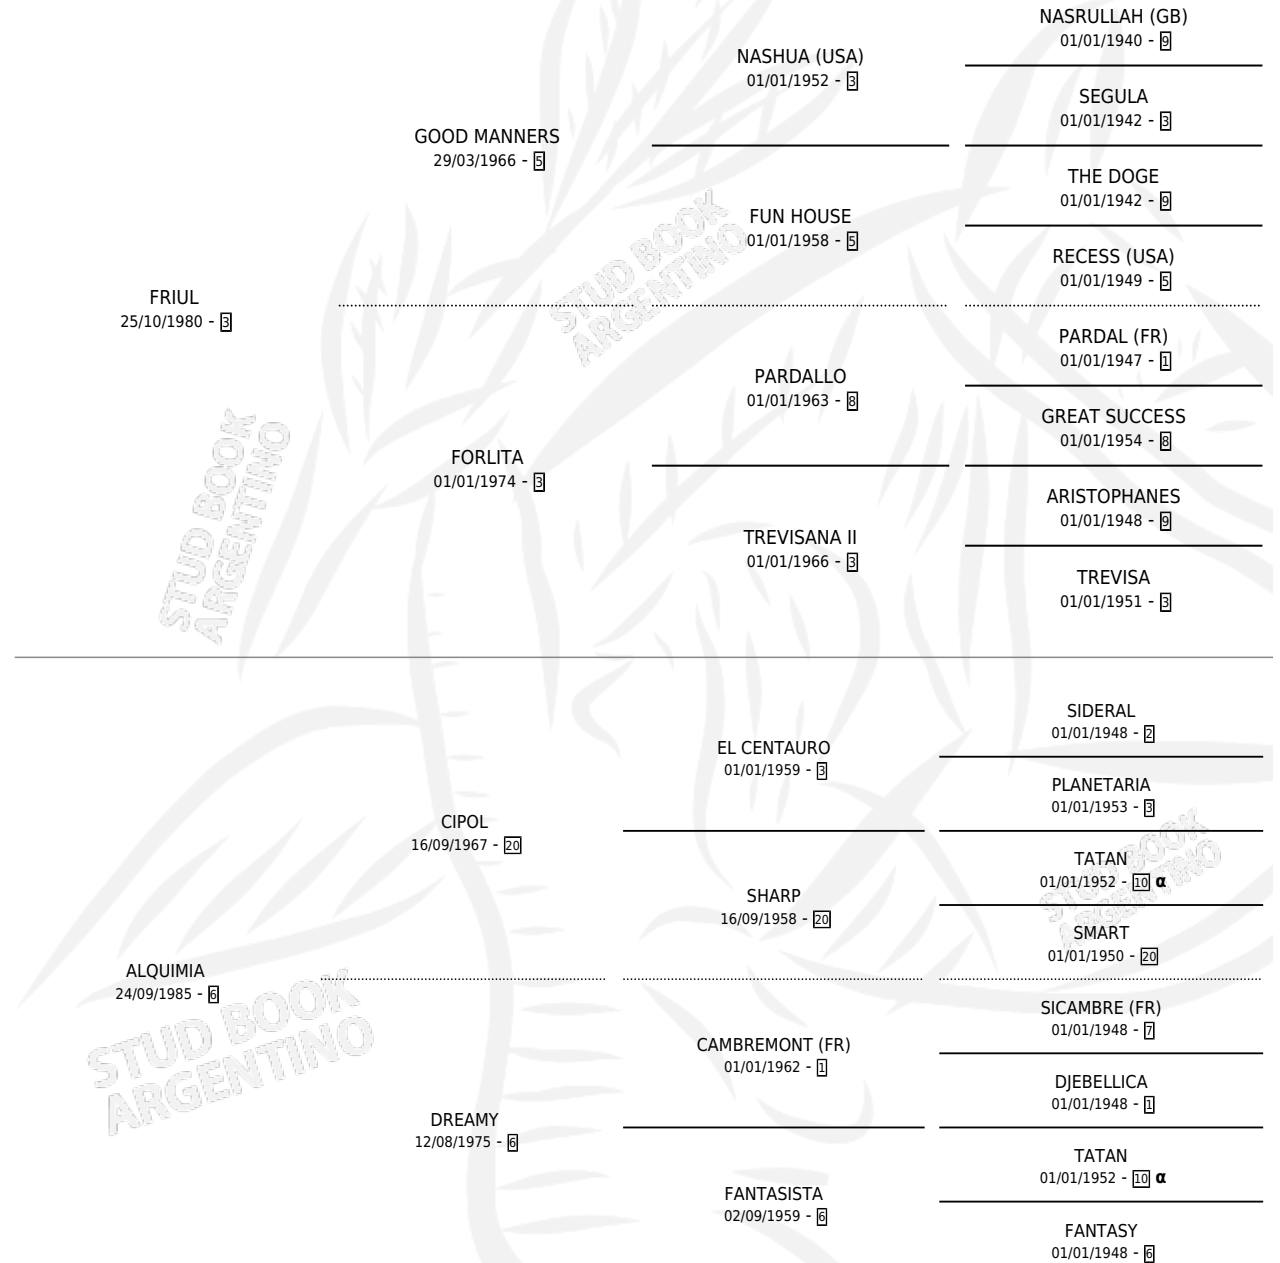 NASRULLAH (GB)
01/01/1940 - 9
NASHUA (USA)
01/01/1952 - 3
SEGULA
01/01/1942 - 3
GOOD MANNERS
29/03/1966 - 5
THE DOGE
01/01/1942 - 9
FUN HOUSE
01/01/1958 - 5
RECESS (USA)
01/01/1949 - 5
FRIUL
25/10/1980 - 3
PARDAL (FR)
01/01/1947 - 1
PARDALLO
01/01/1963 - 8
GREAT SUCCESS
01/01/1954 - 8
FORLITA
01/01/1974 - 3
ARISTOPHANES
01/01/1948 - 9
TREVISANA II
01/01/1966 - 3
TREVISA
01/01/1951 - 3
STUD BOOK
ARGENTINO
STUD BOOK
ARGENTINO
SIDERAL
01/01/1948 - 2
EL CENTAURO
01/01/1959 - 3
PLANETARIA
01/01/1953 - 3
CIPOL
16/09/1967 - 20
TATAN
01/01/1952 - 10 α
SHARP
16/09/1958 - 20
SMART
01/01/1950 - 20
STUD BOOK
ARGENTINO
ALQUIMIA
24/09/1985 - 6
SICAMBRE (FR)
01/01/1948 - 7
CAMBREMONT (FR)
01/01/1962 - 1
DJEBELLICA
01/01/1948 - 1
DREAMY
12/08/1975 - 6
TATAN
01/01/1952 - 10 α
FANTASISTA
02/09/1959 - 6
FANTASY
01/01/1948 - 6
STUD BOOK
ARGENTINO